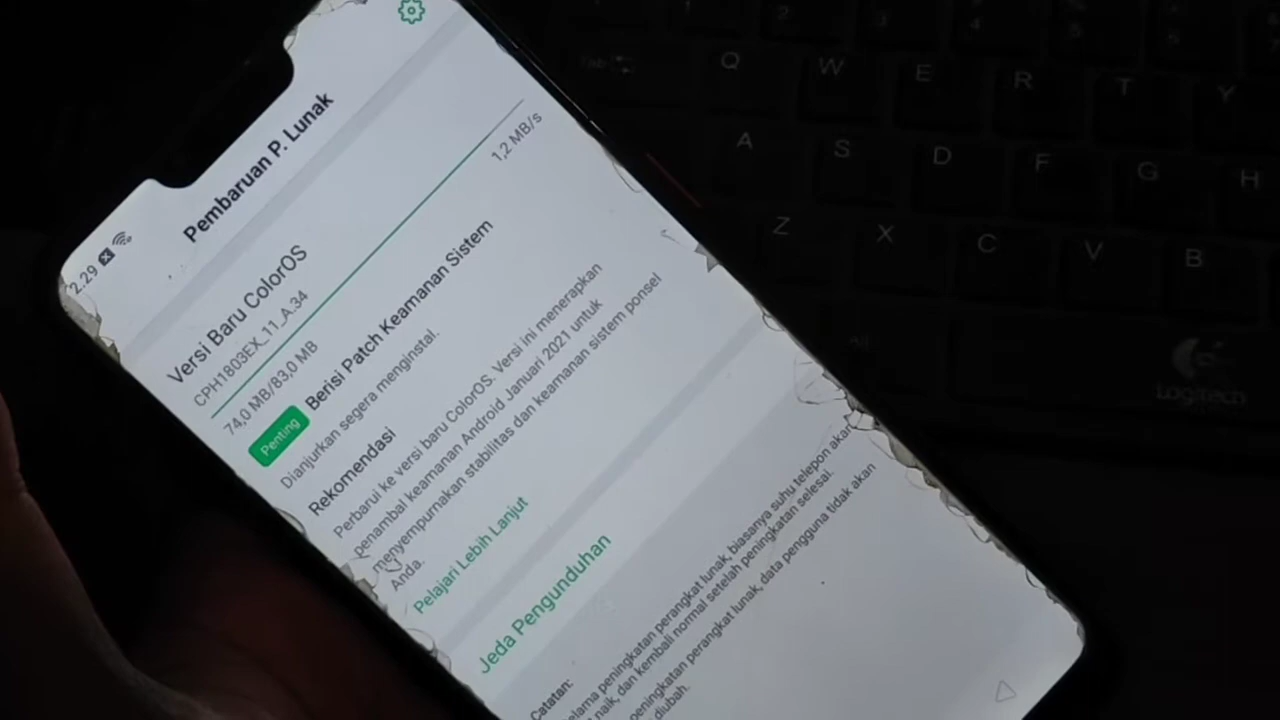 2.29
Pembaruan P. Lunak
Versi Baru ColorOS
CPH1803EX_11_A.34
74,0 MB/83,0 MB
1,2 MB/s
Penting
Berisi Patch Keamanan Sistem
Dianjurkan segera menginstal.
Rekomendasi
Perbarui ke versi baru ColorOS. Versi ini menerapkan
penambal keamanan Android Januari 2021 untuk
menyempurnakan stabilitas dan keamanan sistem ponsel
Anda.
Pelajari Lebih Lanjut
Jeda Pengunduhan
Catatan:
elama peningkatan perangkat lunak, biasanya suhu telepon akan
naik, dan kembali normal setelah peningkatan selesai.
peningkatan perangkat lunak, data pengguna tidak akan
diubah.
Tab
Q W E R T Y
A S D F G H
Z X C V B
Logitech